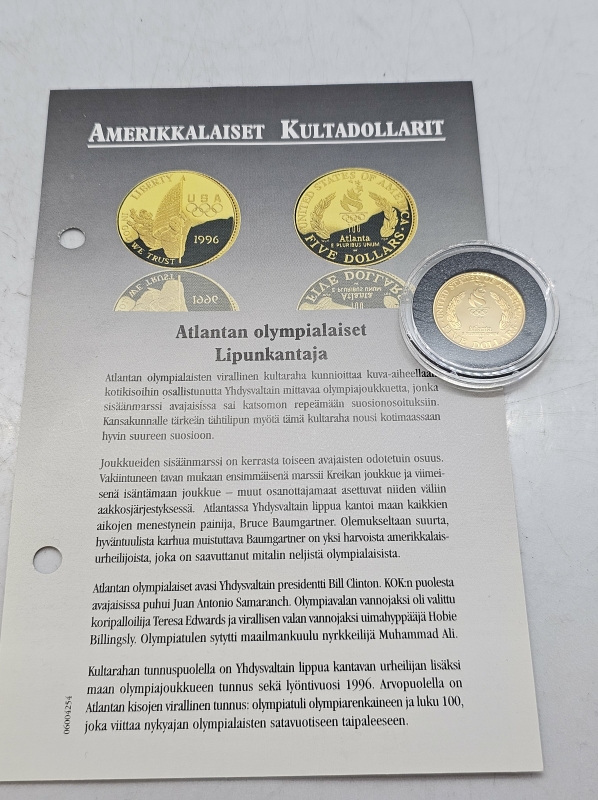 AMERIKKALAISET KULTADOLLARIT
LIBERTY
USA
1996
WE TRUST
UNITED STATES OF AMERICA
100
Atlanta
E PLURIBUS UNUM
FIVE DOLLARS
Atlantan olympialaiset
Lipunkantaja
Atlantan olympialaisten virallinen kultaraha kunnioittaa kuva-aiheellaan
kotikisoihin osallistunutta Yhdysvaltain mittavaa olympiajoukkuetta, jonka
sisäänmarssi avajaisissa sai katsomon repeämään suosionosoituksiin.
Kansakunnalle tärkeän tähtilipun myötä tämä kultaraha nousi kotimaassaan
hyvin suureen suosioon.
Joukkueiden sisäänmarssi on kerrasta toiseen avajaisten odotetuin osuus.
Vakiintuneen tavan mukaan ensimmäisenä marssii Kreikan joukkue ja viimei-
senä isäntämaan joukkue – muut osanottajamaat asettuvat niiden väliin
aakkosjärjestyksessä. Atlantassa Yhdysvaltain lippua kantoi maan kaikkien
aikojen menestynein painija, Bruce Baumgartner. Olemukseltaan suurta,
hyväntuulista karhua muistuttava Baumgartner on yksi harvoista amerikkalais-
urheilijoista, joka on saavuttanut mitalin neljistä olympialaisista.
Atlantan olympialaiset avasi Yhdysvaltain presidentti Bill Clinton. KOK:n puolesta
avajaisissa puhui Juan Antonio Samaranch. Olympiavalan vannojaksi oli valittu
koripalloilija Teresa Edwards ja virallisen valan vannojaksi uimahyppääjä Hobie
Billingsly. Olympiatulen sytytti maailmankuulu nyrkkeilijä Muhammad Ali.
Kultarahan tunnuspuolella on Yhdysvaltain lippua kantavan urheilijan lisäksi
maan olympiajoukkueen tunnus sekä lyöntivuosi 1996. Arvopuolella on
Atlantan kisojen virallinen tunnus: olympiatuli olympiarenkaineen ja luku 100,
joka viittaa nykyajan olympialaisten satavuotiseen taipaleeseen.
06004254